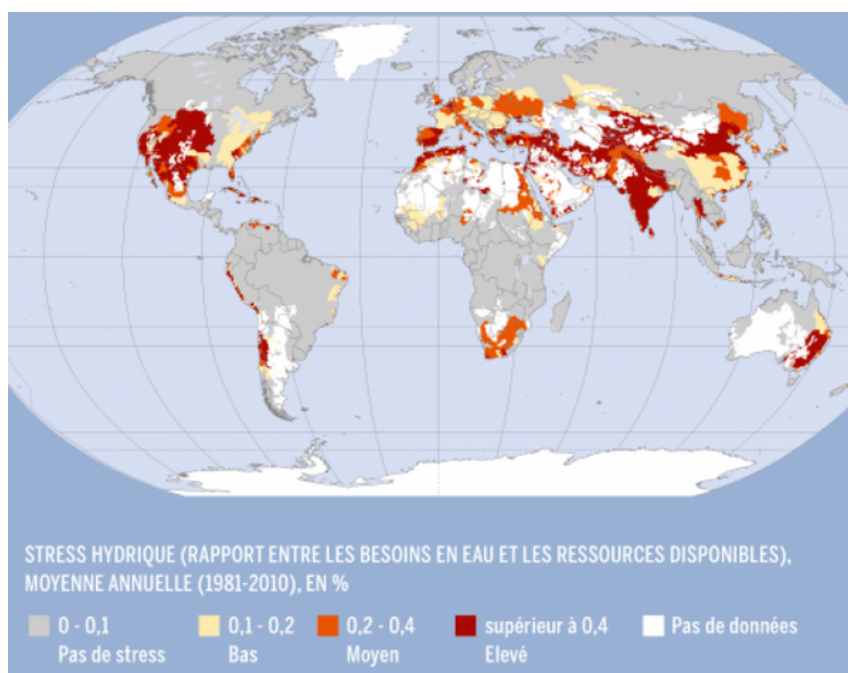 STRESS HYDRIQUE (RAPPORT ENTRE LES BESOINS EN EAU ET LES RESSOURCES DISPONIBLES),
MOYENNE ANNUELLE (1981-2010), EN %
0 - 0,1 0,1 - 0,2 0,2 - 0,4 supérieur à 0,4 Pas de données
Pas de stress Bas Moyen Elevé